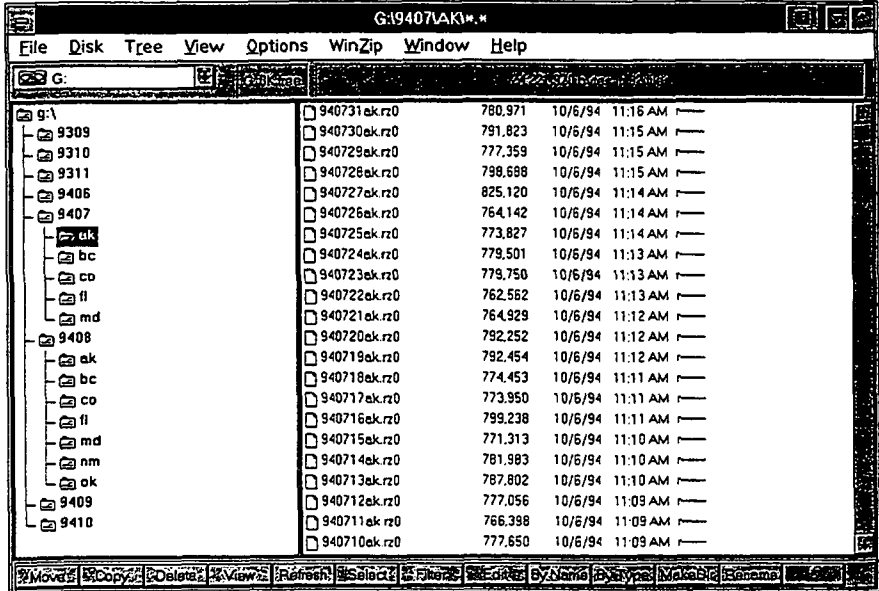 G:\9407\AK\*.*
File Disk Tree View Options WinZip Window Help
G:
g:\
9309
9310
9311
9406
9407
ak
bc
co
fl
md
9408
ak
bc
co
fl
md
nm
ok
9409
9410
940731ak.rz0 780,971 10/6/94 11:16 AM
940730ak.rz0 791,823 10/6/94 11:15 AM
940729ak.rz0 777,359 10/6/94 11:15 AM
940728ak.rz0 798,688 10/6/94 11:15 AM
940727ak.rz0 825,120 10/6/94 11:14 AM
940726ak.rz0 764,142 10/6/94 11:14 AM
940725ak.rz0 773,827 10/6/94 11:14 AM
940724ak.rz0 779,501 10/6/94 11:13 AM
940723ak.rz0 779,750 10/6/94 11:13 AM
940722ak.rz0 762,562 10/6/94 11:13 AM
940721ak.rz0 764,929 10/6/94 11:12 AM
940720ak.rz0 792,252 10/6/94 11:12 AM
940719ak.rz0 792,454 10/6/94 11:12 AM
940718ak.rz0 774,453 10/6/94 11:11 AM
940717ak.rz0 773,950 10/6/94 11:11 AM
940716ak.rz0 799,238 10/6/94 11:11 AM
940715ak.rz0 771,313 10/6/94 11:10 AM
940714ak.rz0 781,983 10/6/94 11:10 AM
940713ak.rz0 787,802 10/6/94 11:10 AM
940712ak.rz0 777,056 10/6/94 11:09 AM
940711ak.rz0 766,398 10/6/94 11:09 AM
940710ak.rz0 777,650 10/6/94 11:09 AM
Move Copy Delete View Refresh Select Filter Editor By Name By Type MakeDir Rename